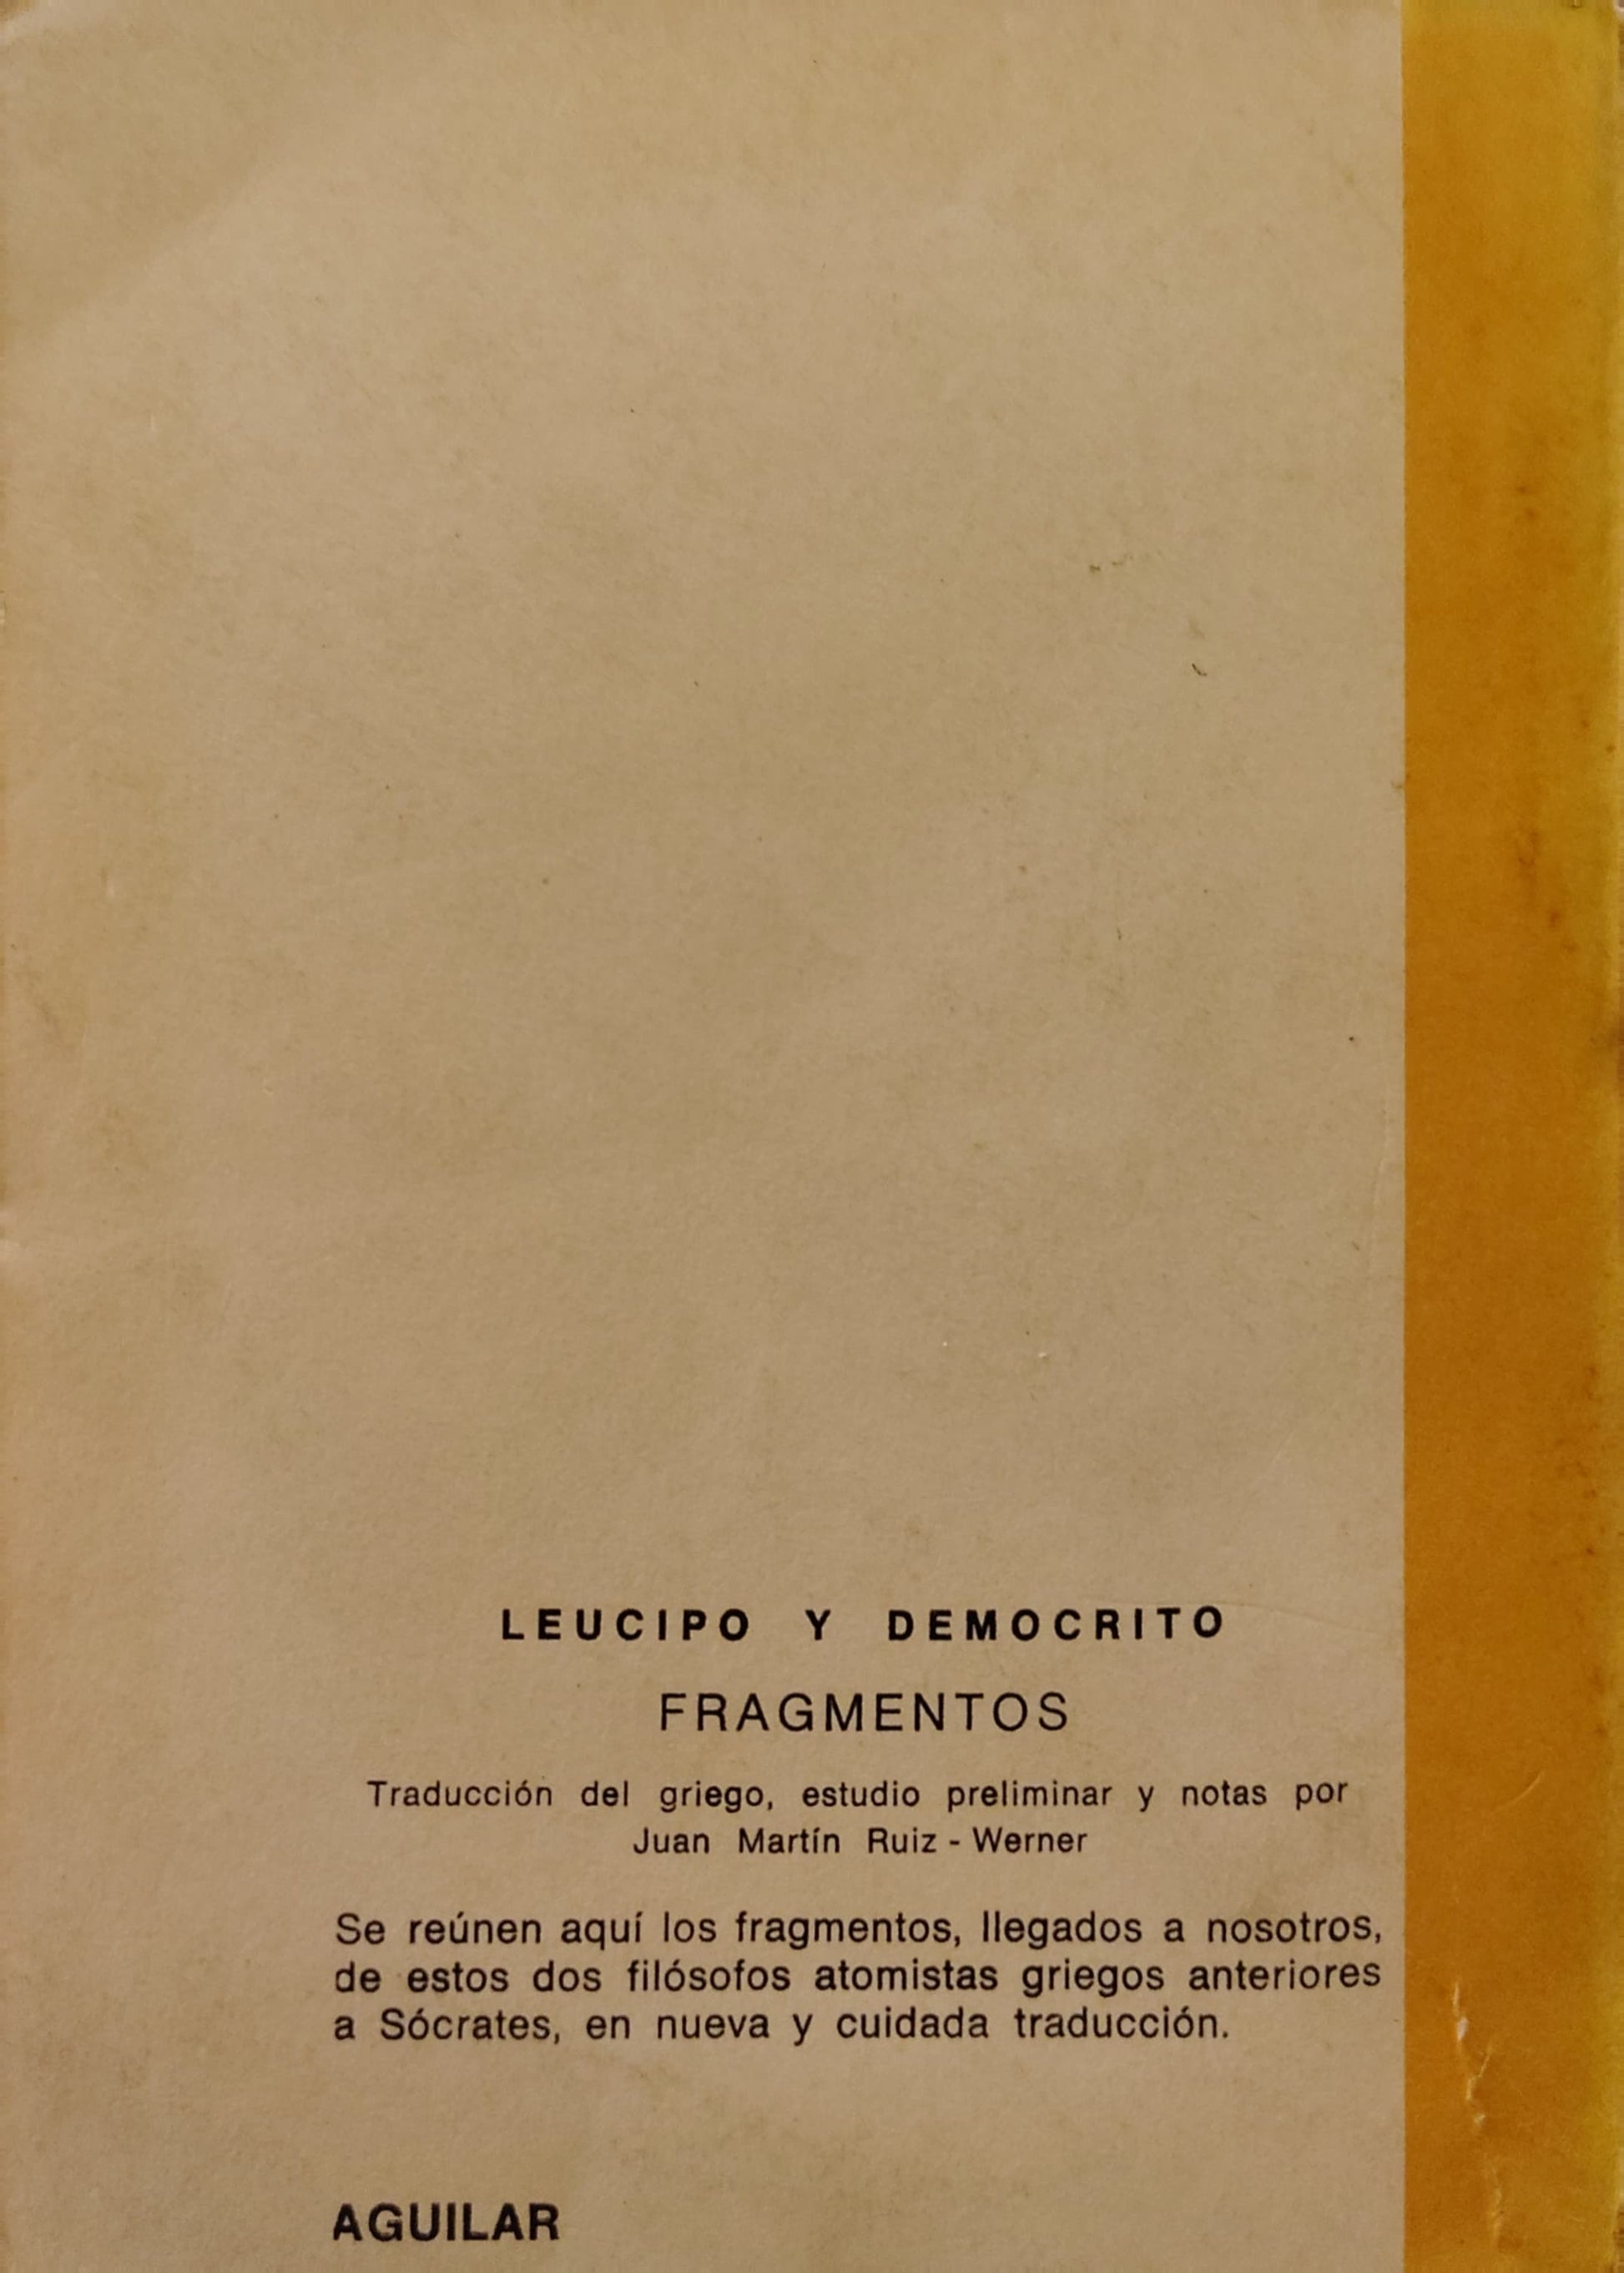 LEUCIPO Y DEMOCRITO
FRAGMENTOS
Traducción del griego, estudio preliminar y notas por
Juan Martín Ruiz - Werner
Se reúnen aquí los fragmentos, llegados a nosotros,
de estos dos filósofos atomistas griegos anteriores
a Sócrates, en nueva y cuidada traducción.
AGUILAR